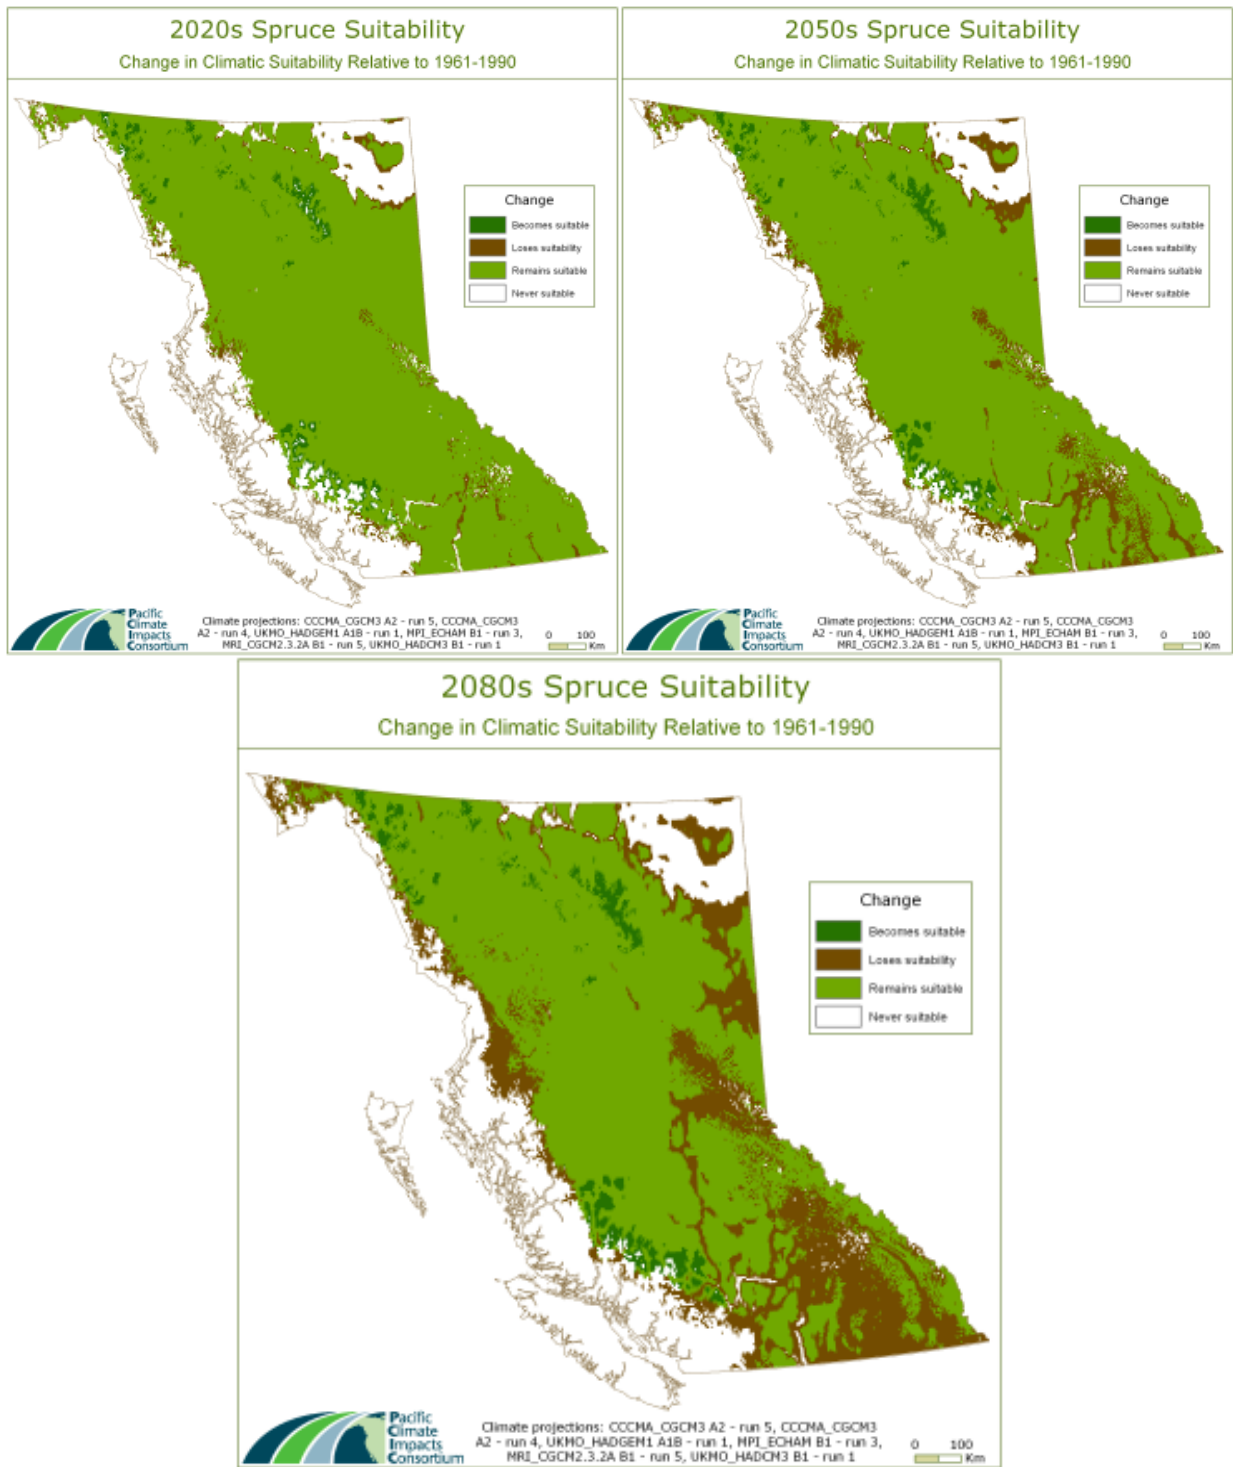 2020s Spruce Suitability
Change in Climatic Suitability Relative to 1961-1990
Change
Becomes suitable
Loses suitability
Remains suitable
Never suitable
Pacific
Climate
Impacts
Consortium
Climate projections: CCCMA_CGCM3 A2 - run 5, CCCMA_CGCM3
A2 - run 4, UKMO_HADGEM1 A1B - run 1, MPI_ECHAM B1 - run 3,
MRI_CGCM2.3.2A B1 - run 5, UKMO_HADCM3 B1 - run 1
0 100
Km
2050s Spruce Suitability
Change in Climatic Suitability Relative to 1961-1990
Change
Becomes suitable
Loses suitability
Remains suitable
Never suitable
Pacific
Climate
Impacts
Consortium
Climate projections: CCCMA_CGCM3 A2 - run 5, CCCMA_CGCM3
A2 - run 4, UKMO_HADGEM1 A1B - run 1, MPI_ECHAM B1 - run 3,
MRI_CGCM2.3.2A B1 - run 5, UKMO_HADCM3 B1 - run 1
0 100
Km
2080s Spruce Suitability
Change in Climatic Suitability Relative to 1961-1990
Change
Becomes suitable
Loses suitability
Remains suitable
Never suitable
Pacific
Climate
Impacts
Consortium
Climate projections: CCCMA_CGCM3 A2 - run 5, CCCMA_CGCM3
A2 - run 4, UKMO_HADGEM1 A1B - run 1, MPI_ECHAM B1 - run 3,
MRI_CGCM2.3.2A B1 - run 5, UKMO_HADCM3 B1 - run 1
0 100
Km